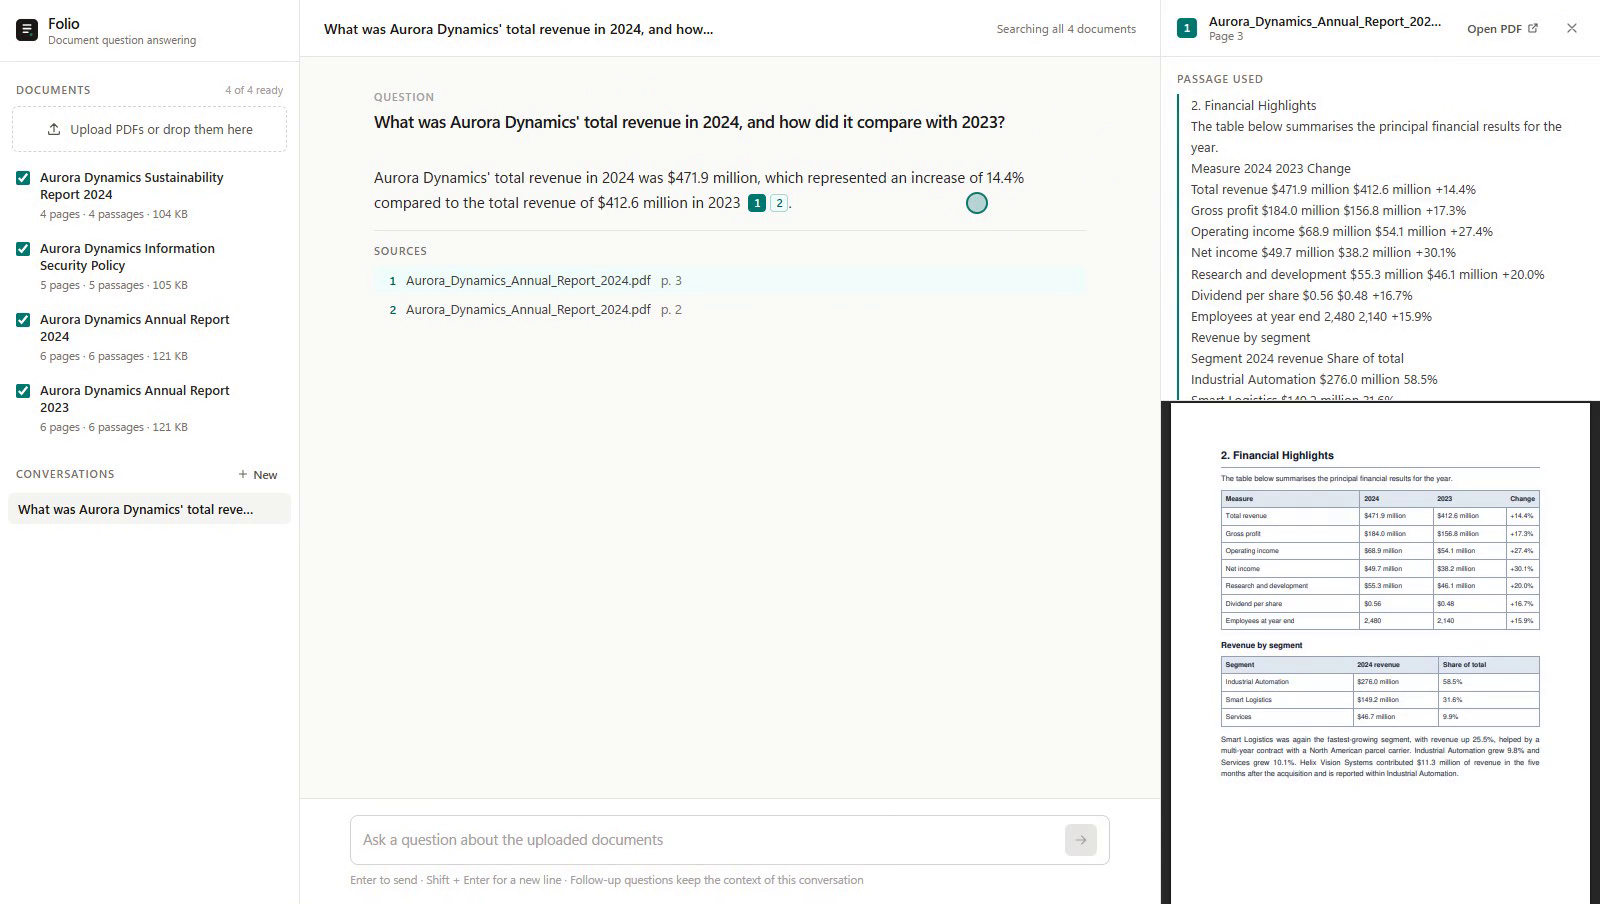 Folio
Document question answering
DOCUMENTS
4 of 4 ready
Upload PDFs or drop them here
Aurora Dynamics Sustainability
Report 2024
4 pages · 4 passages · 104 KB
Aurora Dynamics Information
Security Policy
5 pages · 5 passages · 105 KB
Aurora Dynamics Annual Report
2024
6 pages · 6 passages · 121 KB
Aurora Dynamics Annual Report
2023
6 pages · 6 passages · 121 KB
CONVERSATIONS
+ New
What was Aurora Dynamics' total reve...
What was Aurora Dynamics' total revenue in 2024, and how...
Searching all 4 documents
QUESTION
What was Aurora Dynamics' total revenue in 2024, and how did it compare with 2023?
Aurora Dynamics' total revenue in 2024 was $471.9 million, which represented an increase of 14.4%
compared to the total revenue of $412.6 million in 2023 1 2.
SOURCES
1 Aurora_Dynamics_Annual_Report_2024.pdf p. 3
2 Aurora_Dynamics_Annual_Report_2024.pdf p. 2
Ask a question about the uploaded documents
Enter to send · Shift + Enter for a new line · Follow-up questions keep the context of this conversation
1 Aurora_Dynamics_Annual_Report_202...
Page 3
Open PDF
PASSAGE USED
2. Financial Highlights
The table below summarises the principal financial results for the
year.
Measure 2024 2023 Change
Total revenue $471.9 million $412.6 million +14.4%
Gross profit $184.0 million $156.8 million +17.3%
Operating income $68.9 million $54.1 million +27.4%
Net income $49.7 million $38.2 million +30.1%
Research and development $55.3 million $46.1 million +20.0%
Dividend per share $0.56 $0.48 +16.7%
Employees at year end 2,480 2,140 +15.9%
Revenue by segment
Segment 2024 revenue Share of total
Industrial Automation $276.0 million 58.5%
Smart Logistics $149.2 million 31.6%
2. Financial Highlights
The table below summarises the principal financial results for the year.
Measure 2024 2023 Change
Total revenue $471.9 million $412.6 million +14.4%
Gross profit $184.0 million $156.8 million +17.3%
Operating income $68.9 million $54.1 million +27.4%
Net income $49.7 million $38.2 million +30.1%
Research and development $55.3 million $46.1 million +20.0%
Dividend per share $0.56 $0.48 +16.7%
Employees at year end 2,480 2,140 +15.9%
Revenue by segment
Segment 2024 revenue Share of total
Industrial Automation $276.0 million 58.5%
Smart Logistics $149.2 million 31.6%
Services $46.7 million 9.9%
Smart Logistics was again the fastest-growing segment, with revenue up 25.5%, helped by a
multi-year contract with a North American parcel carrier. Industrial Automation grew 9.8% and
Services grew 10.1%. Helix Vision Systems contributed $11.3 million of revenue in the five
months after the acquisition and is reported within Industrial Automation.